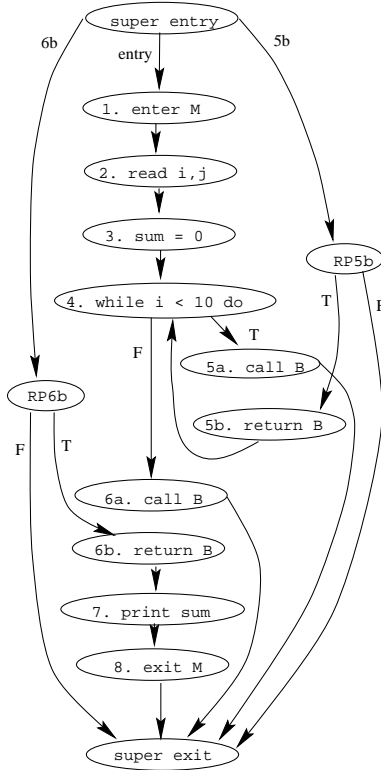 super entry
6b
5b
entry
1. enter M
2. read i,j
3. sum = 0
RP5b
4. while i < 10 do
T
F
F
T
5a. call B
RP6b
5b. return B
F
T
6a. call B
6b. return B
7. print sum
8. exit M
super exit